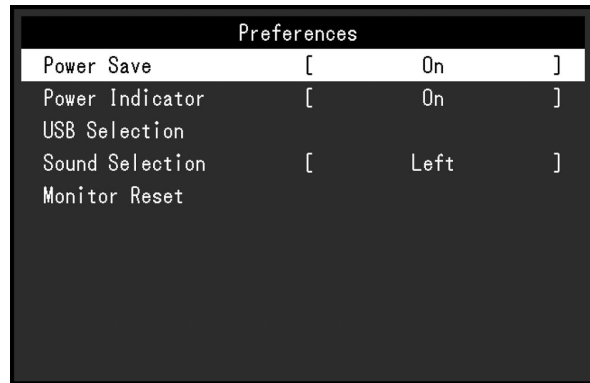 Preferences
Power Save [ On ]
Power Indicator [ On ]
USB Selection
Sound Selection [ Left ]
Monitor Reset